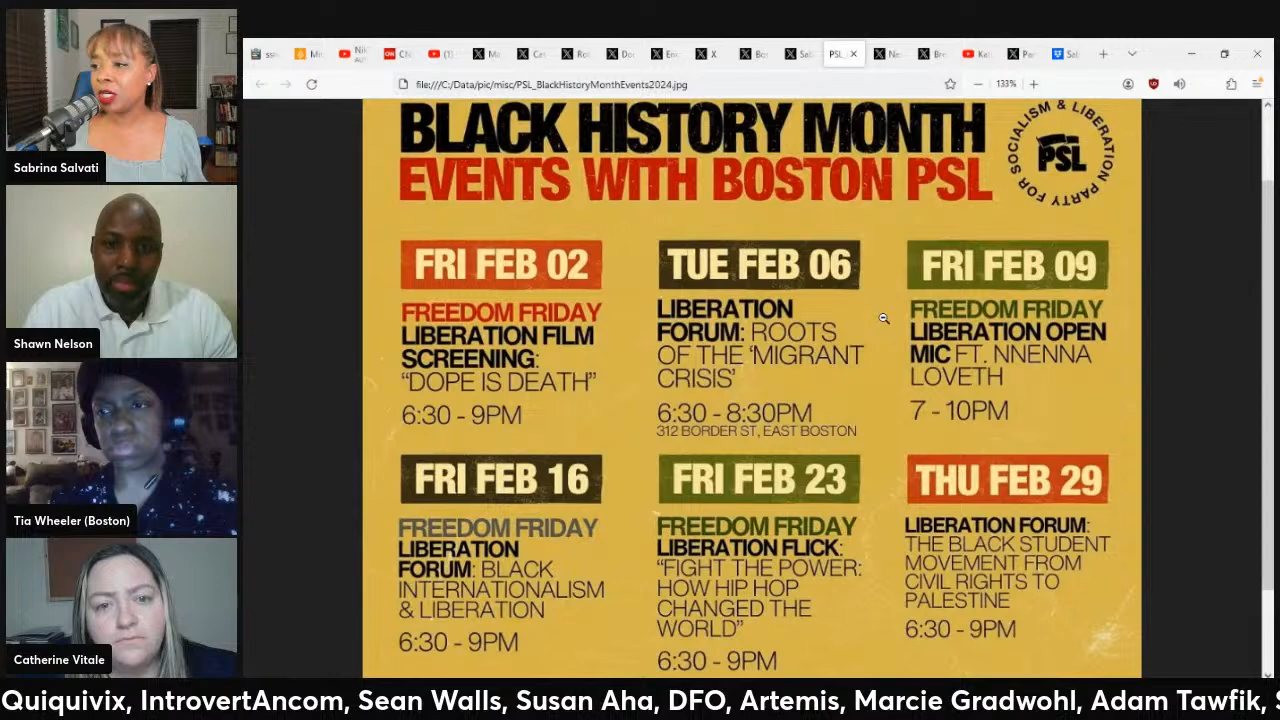 Sabrina Salvati
Shawn Nelson
Tia Wheeler (Boston)
Catherine Vitale
PSL
file:///C:/Data/pic/misc/PSL_BlackHistoryMonthEvents2024.jpg
133%
BLACK HISTORY MONTH
EVENTS WITH BOSTON PSL
PARTY FOR SOCIALISM & LIBERATION
PSL
FRI FEB 02
FREEDOM FRIDAY
LIBERATION FILM
SCREENING:
“DOPE IS DEATH”
6:30 - 9PM
TUE FEB 06
LIBERATION
FORUM: ROOTS
OF THE ‘MIGRANT
CRISIS’
6:30 - 8:30PM
312 BORDER ST, EAST BOSTON
FRI FEB 09
FREEDOM FRIDAY
LIBERATION OPEN
MIC FT. NNENNA
LOVETH
7 - 10PM
FRI FEB 16
FREEDOM FRIDAY
LIBERATION
FORUM: BLACK
INTERNATIONALISM
& LIBERATION
6:30 - 9PM
FRI FEB 23
FREEDOM FRIDAY
LIBERATION FLICK:
“FIGHT THE POWER:
HOW HIP HOP
CHANGED THE
WORLD”
6:30 - 9PM
THU FEB 29
LIBERATION FORUM:
THE BLACK STUDENT
MOVEMENT FROM
CIVIL RIGHTS TO
PALESTINE
6:30 - 9PM
Quiquivix, IntrovertAncom, Sean Walls, Susan Aha, DFO, Artemis, Marcie Gradwohl, Adam Tawfik,